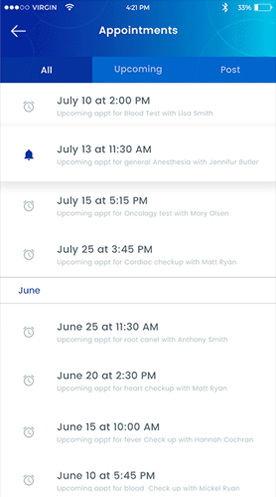 VIRGIN 4:21 PM 33%
Appointments
All Upcoming Post
July 10 at 2:00 PM
Upcoming appt for Blood Test with Lisa Smith
July 13 at 11:30 AM
Upcoming appt for general Anesthesia with Jennifur Butler
July 15 at 5:15 PM
Upcoming appt for Oncology test with Mary Olsen
July 25 at 3:45 PM
Upcoming appt for Cardiac checkup with Matt Ryan
June
June 25 at 11:30 AM
Upcoming appt for root canel with Anthony Smith
June 20 at 2:30 PM
Upcoming appt for heart checkup with Matt Ryan
June 15 at 10:00 AM
Upcoming appt for fever Check up with Hannah Cochran
June 10 at 5:45 PM
Upcoming appt for blood Check up with Mickel Ryan